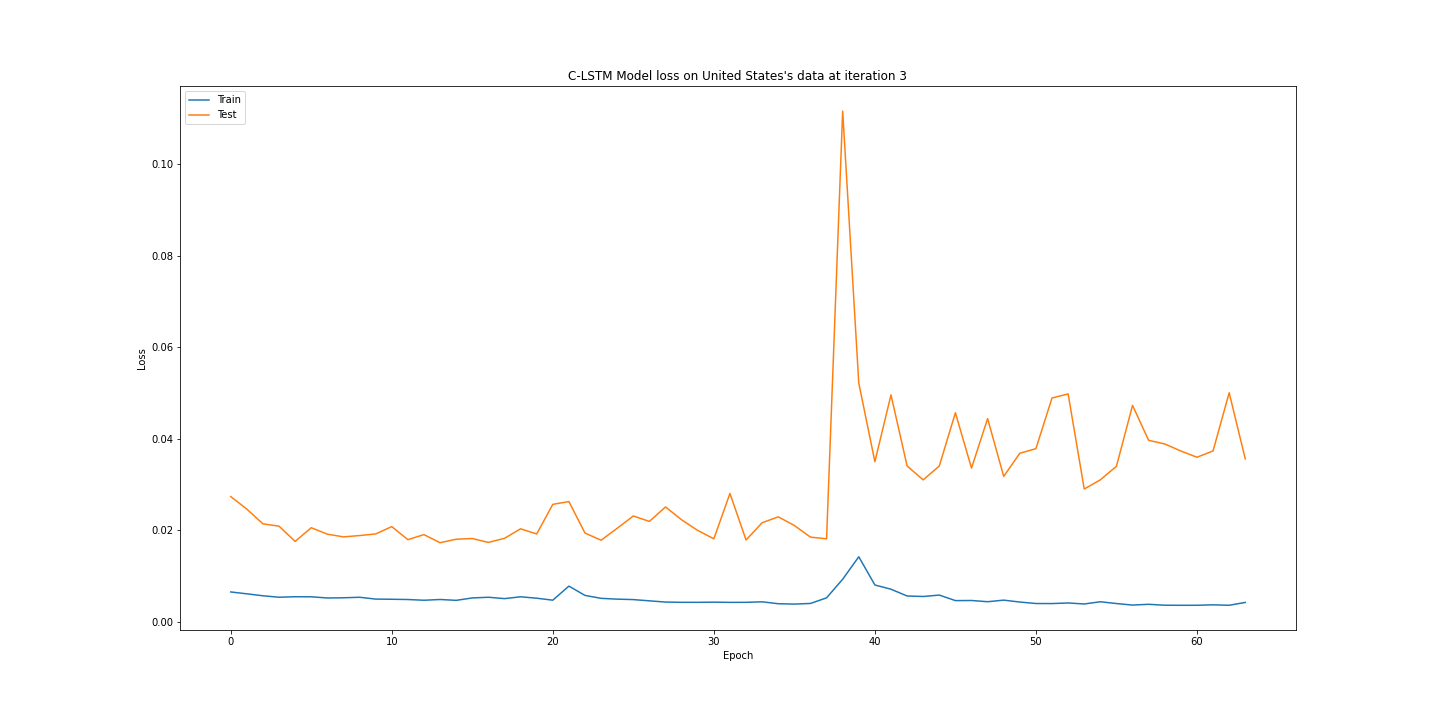 C-LSTM Model loss on United States's data at iteration 3
Train
Test
0.10
0.08
0.06
0.04
0.02
0.00
Loss
0 10 20 30 40 50 60
Epoch